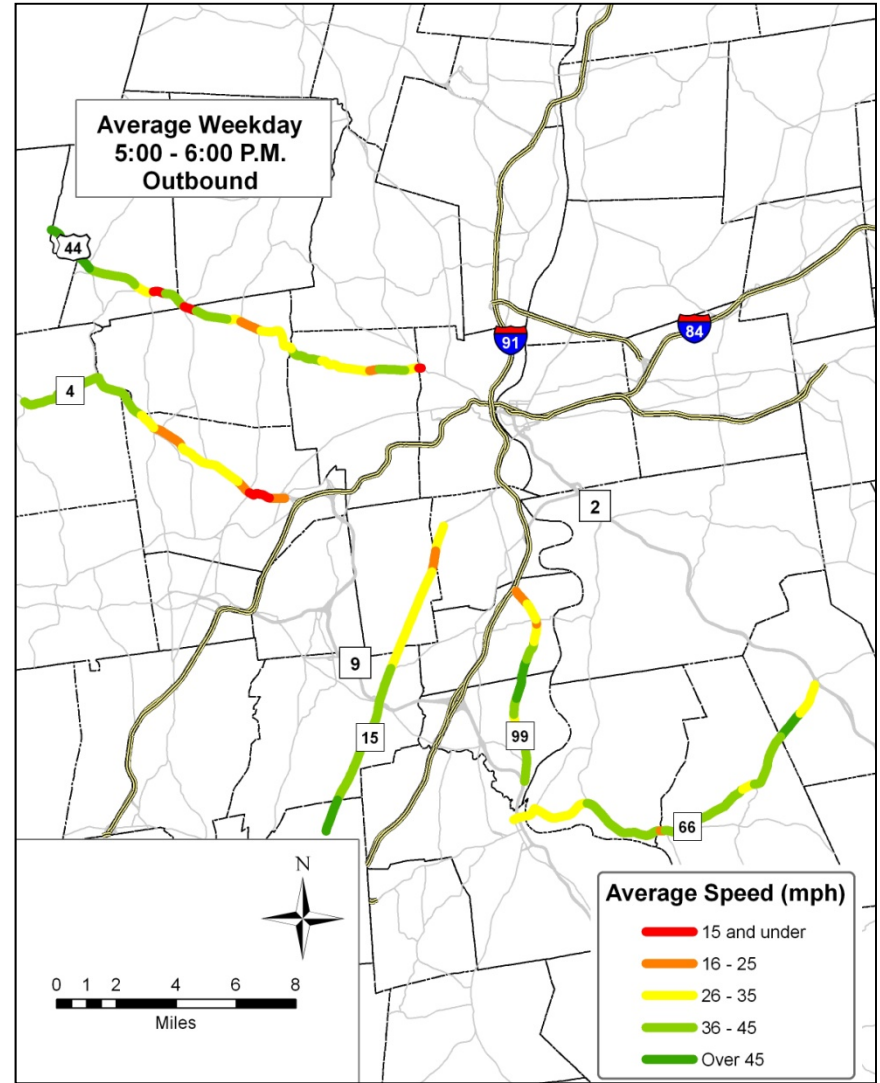 Average Weekday
5:00 - 6:00 P.M.
Outbound
44
4
91
84
2
9
15
99
66
N
0 1 2 4 6 8
Miles
Average Speed (mph)
15 and under
16 - 25
26 - 35
36 - 45
Over 45